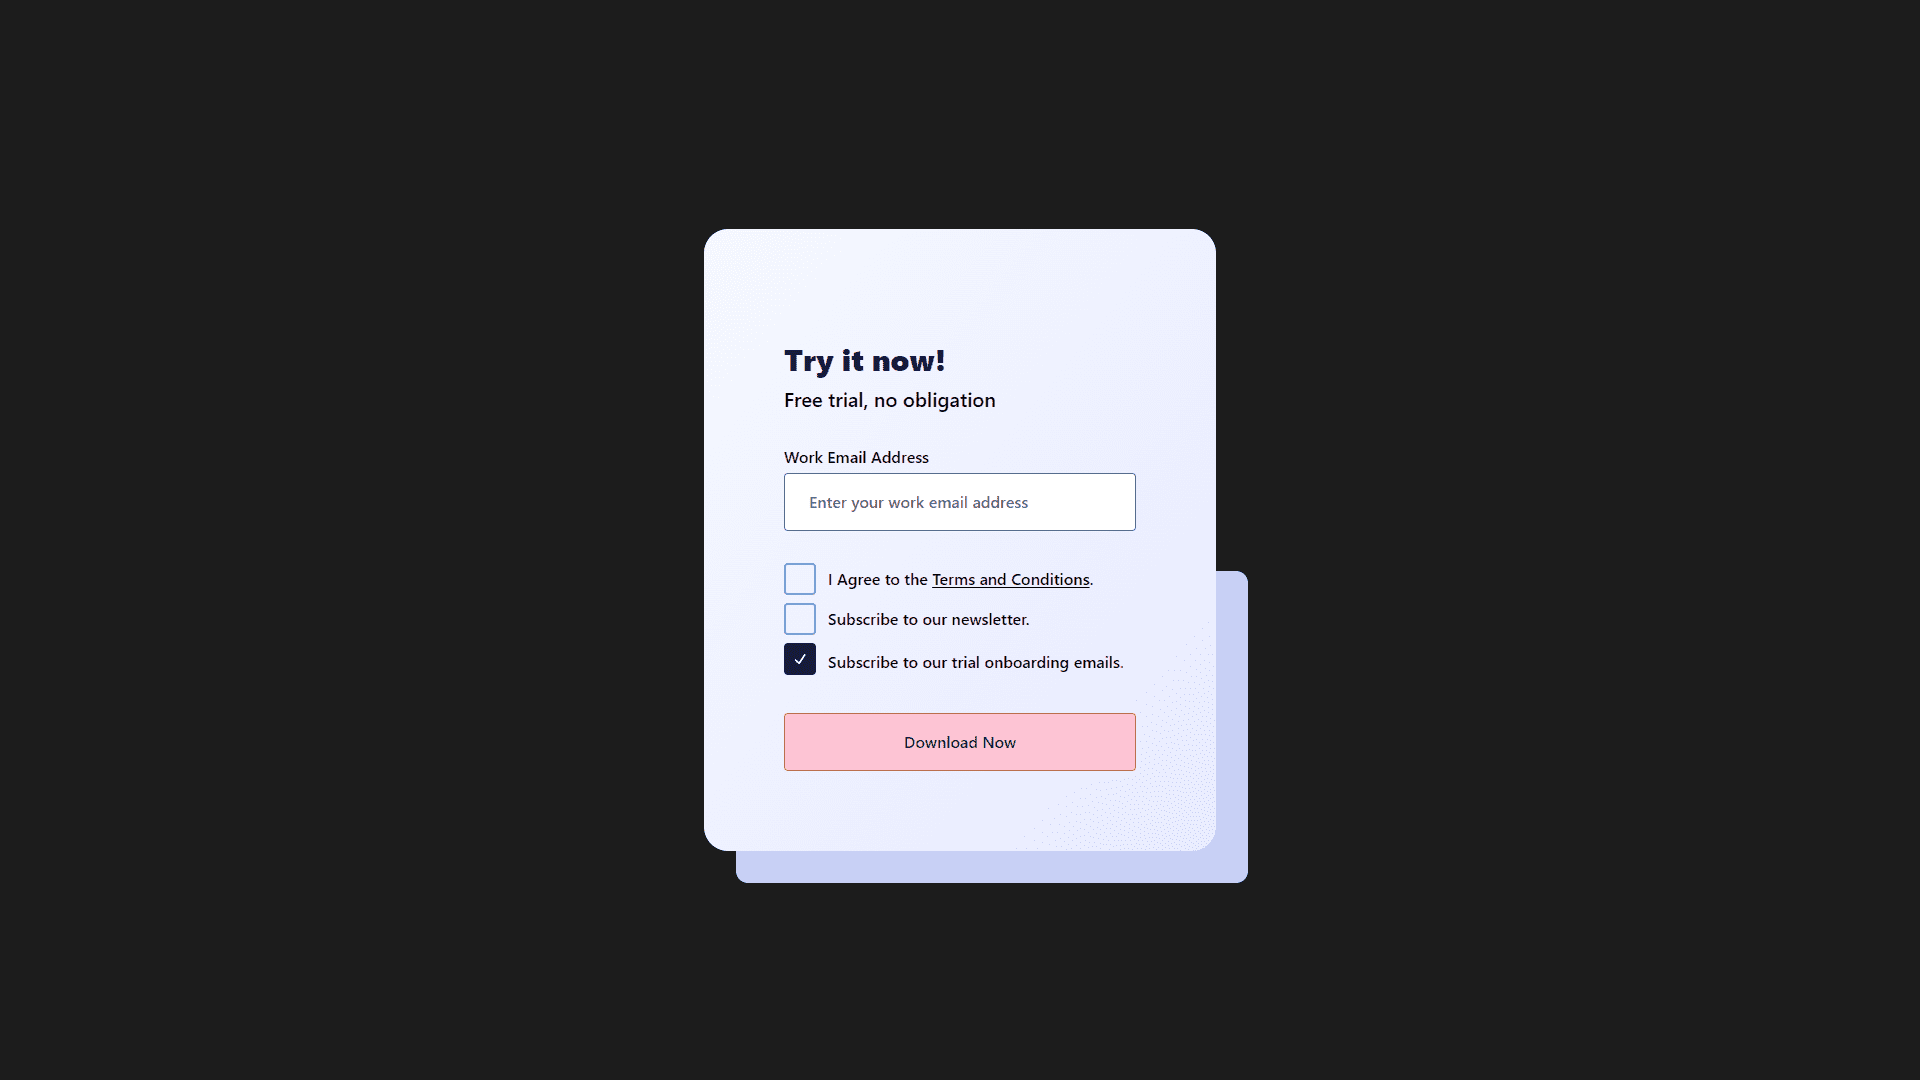 Try it now!
Free trial, no obligation
Work Email Address
Enter your work email address
I Agree to the Terms and Conditions.
Subscribe to our newsletter.
Subscribe to our trial onboarding emails.
Download Now